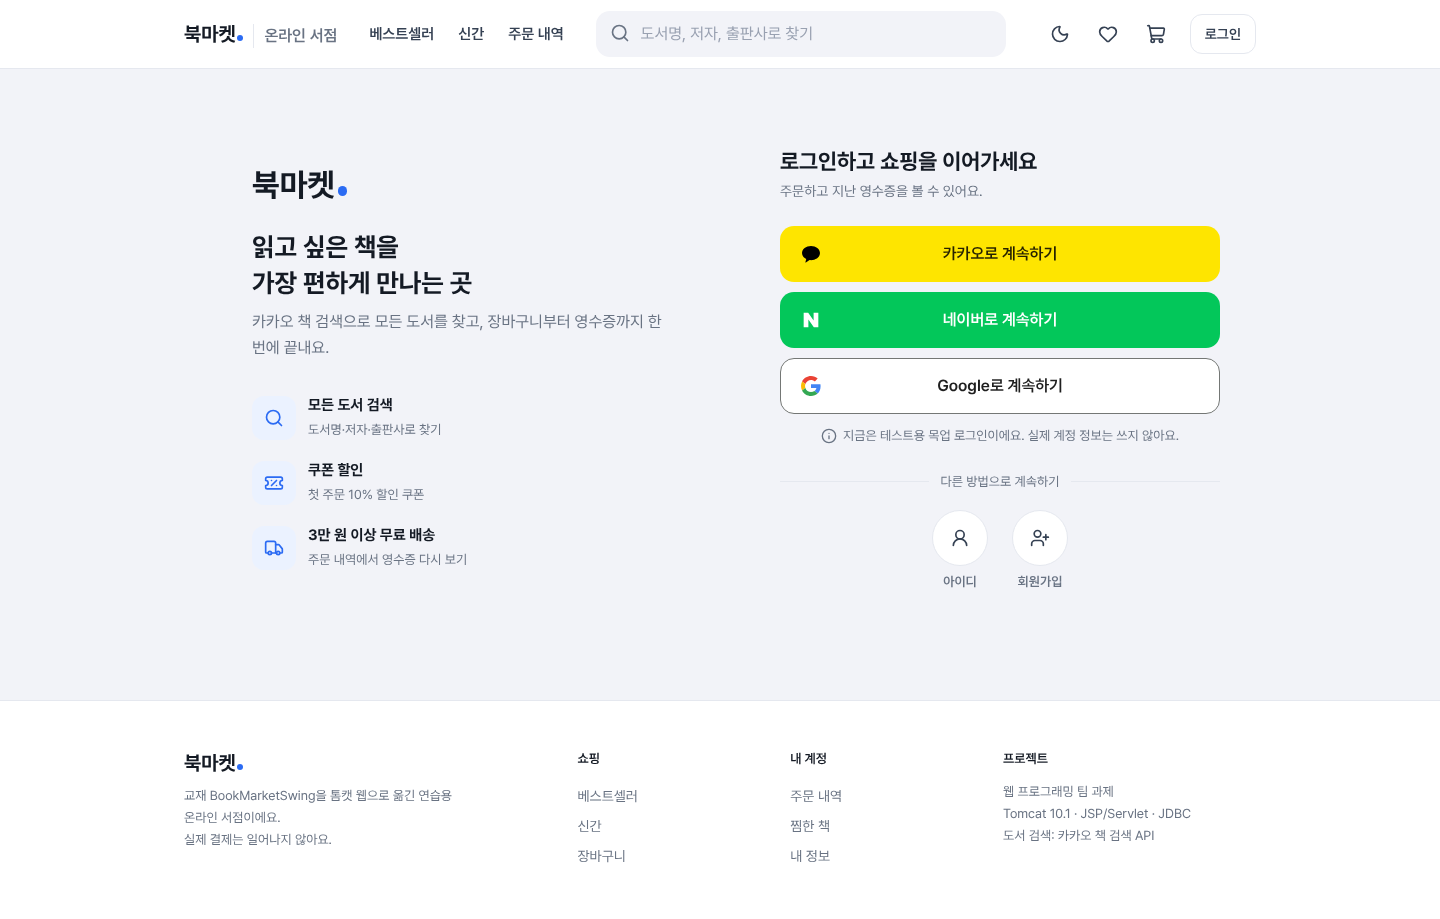 북마켓
온라인 서점
베스트셀러
신간
주문 내역
도서명, 저자, 출판사로 찾기
로그인
북마켓
읽고 싶은 책을
가장 편하게 만나는 곳
카카오 책 검색으로 모든 도서를 찾고, 장바구니부터 영수증까지 한
번에 끝내요.
모든 도서 검색
도서명·저자·출판사로 찾기
쿠폰 할인
첫 주문 10% 할인 쿠폰
3만 원 이상 무료 배송
주문 내역에서 영수증 다시 보기
로그인하고 쇼핑을 이어가세요
주문하고 지난 영수증을 볼 수 있어요.
카카오로 계속하기
N 네이버로 계속하기
G Google로 계속하기
지금은 테스트용 목업 로그인이에요. 실제 계정 정보는 쓰지 않아요.
다른 방법으로 계속하기
아이디
회원가입
북마켓
교재 BookMarketSwing을 톰캣 웹으로 옮긴 연습용
온라인 서점이에요.
실제 결제는 일어나지 않아요.
쇼핑
베스트셀러
신간
장바구니
내 계정
주문 내역
찜한 책
내 정보
프로젝트
웹 프로그래밍 팀 과제
Tomcat 10.1 · JSP/Servlet · JDBC
도서 검색: 카카오 책 검색 API